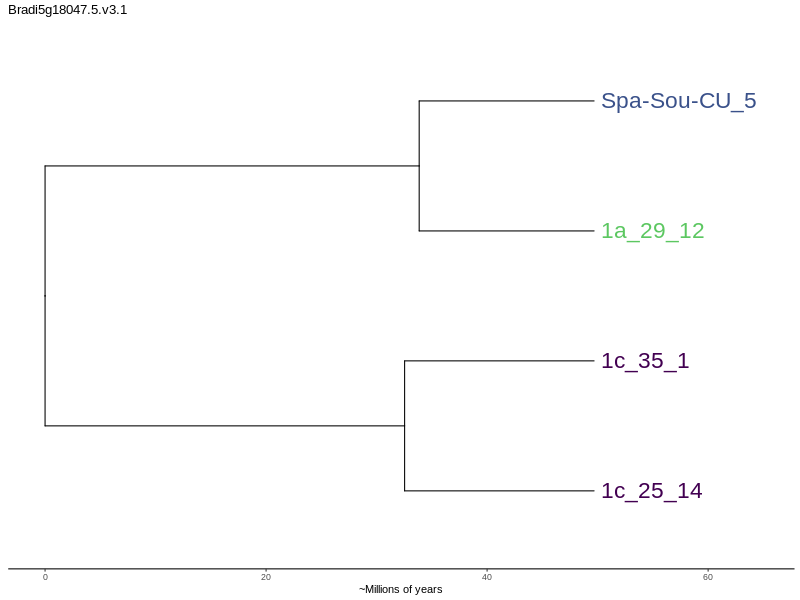 Bradi5g18047.5.v3.1
Spa-Sou-CU_5
1a_29_12
1c_35_1
1c_25_14
0 20 40 60
~Millions of years